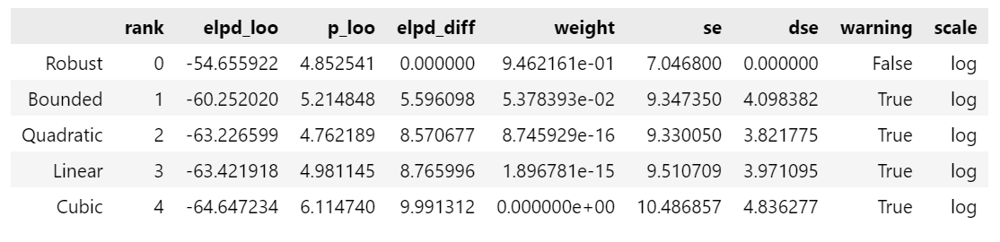 rank elpd_loo p_loo elpd_diff weight se dse warning scale
Robust 0 -54.655922 4.852541 0.000000 9.462161e-01 7.046800 0.000000 False log
Bounded 1 -60.252020 5.214848 5.596098 5.378393e-02 9.347350 4.098382 True log
Quadratic 2 -63.226599 4.762189 8.570677 8.745929e-16 9.330050 3.821775 True log
Linear 3 -63.421918 4.981145 8.765996 1.896781e-15 9.510709 3.971095 True log
Cubic 4 -64.647234 6.114740 9.991312 0.000000e+00 10.486857 4.836277 True log